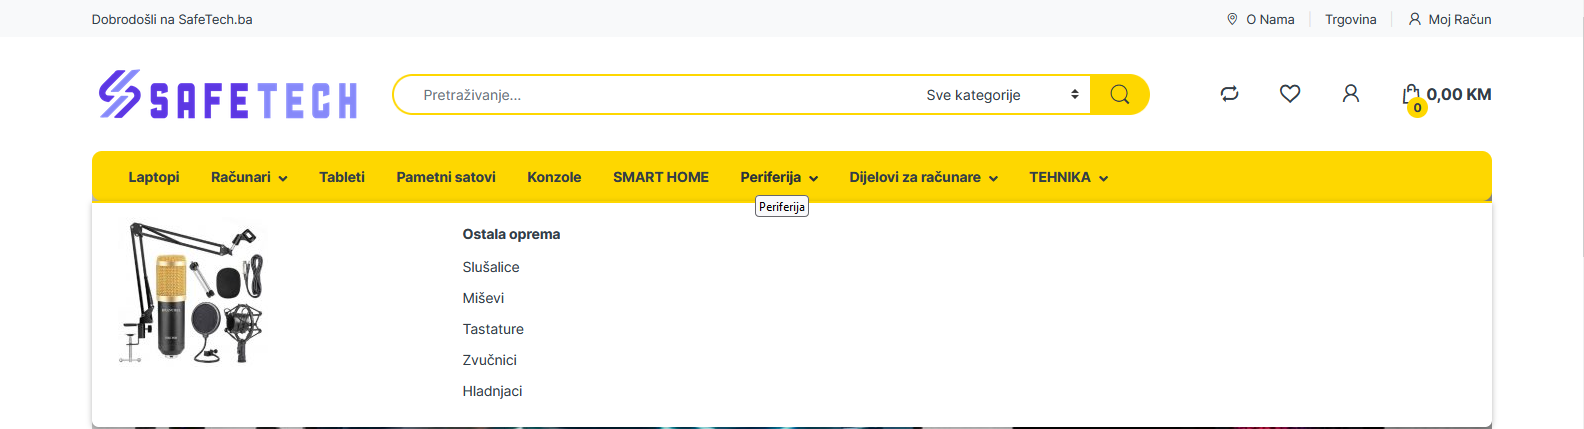 Dobrodošli na SafeTech.ba
O Nama
Trgovina
Moj Račun
SAFETECH
Pretraživanje...
Sve kategorije
0,00 KM
0
Laptopi
Računari
Tableti
Pametni satovi
Konzole
SMART HOME
Periferija
Dijelovi za računare
TEHNIKA
Periferija
Ostala oprema
Slušalice
Miševi
Tastature
Zvučnici
Hladnjaci